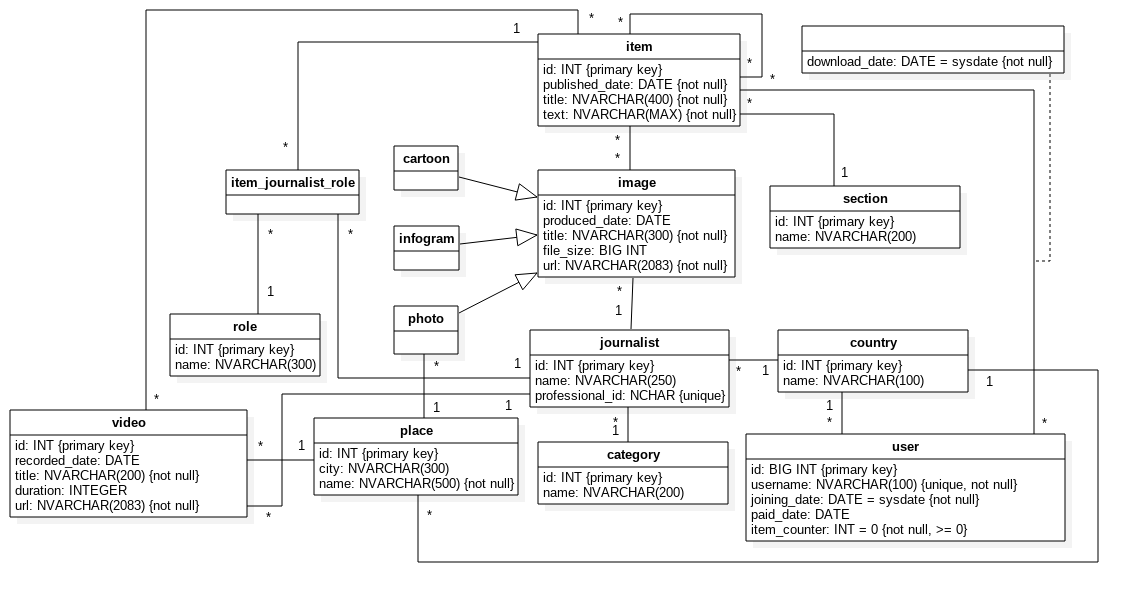 *
*
1
item
id: INT {primary key}
published_date: DATE {not null}
title: NVARCHAR(400) {not null}
text: NVARCHAR(MAX) {not null}
*
*
*
download_date: DATE = sysdate {not null}
*
*
*
cartoon
item_journalist_role
image
id: INT {primary key}
produced_date: DATE
title: NVARCHAR(300) {not null}
file_size: BIG INT
url: NVARCHAR(2083) {not null}
1
section
id: INT {primary key}
name: NVARCHAR(200)
*
*
infogram
1
*
1
photo
role
id: INT {primary key}
name: NVARCHAR(300)
journalist
id: INT {primary key}
name: NVARCHAR(250)
professional_id: NCHAR {unique}
country
id: INT {primary key}
name: NVARCHAR(100)
*
1
*
1
1
*
1
1
1
*
*
1
*
*
video
id: INT {primary key}
recorded_date: DATE
title: NVARCHAR(200) {not null}
duration: INTEGER
url: NVARCHAR(2083) {not null}
*
1
*
place
id: INT {primary key}
city: NVARCHAR(300)
name: NVARCHAR(500) {not null}
*
category
id: INT {primary key}
name: NVARCHAR(200)
user
id: BIG INT {primary key}
username: NVARCHAR(100) {unique, not null}
joining_date: DATE = sysdate {not null}
paid_date: DATE
item_counter: INT = 0 {not null, >= 0}